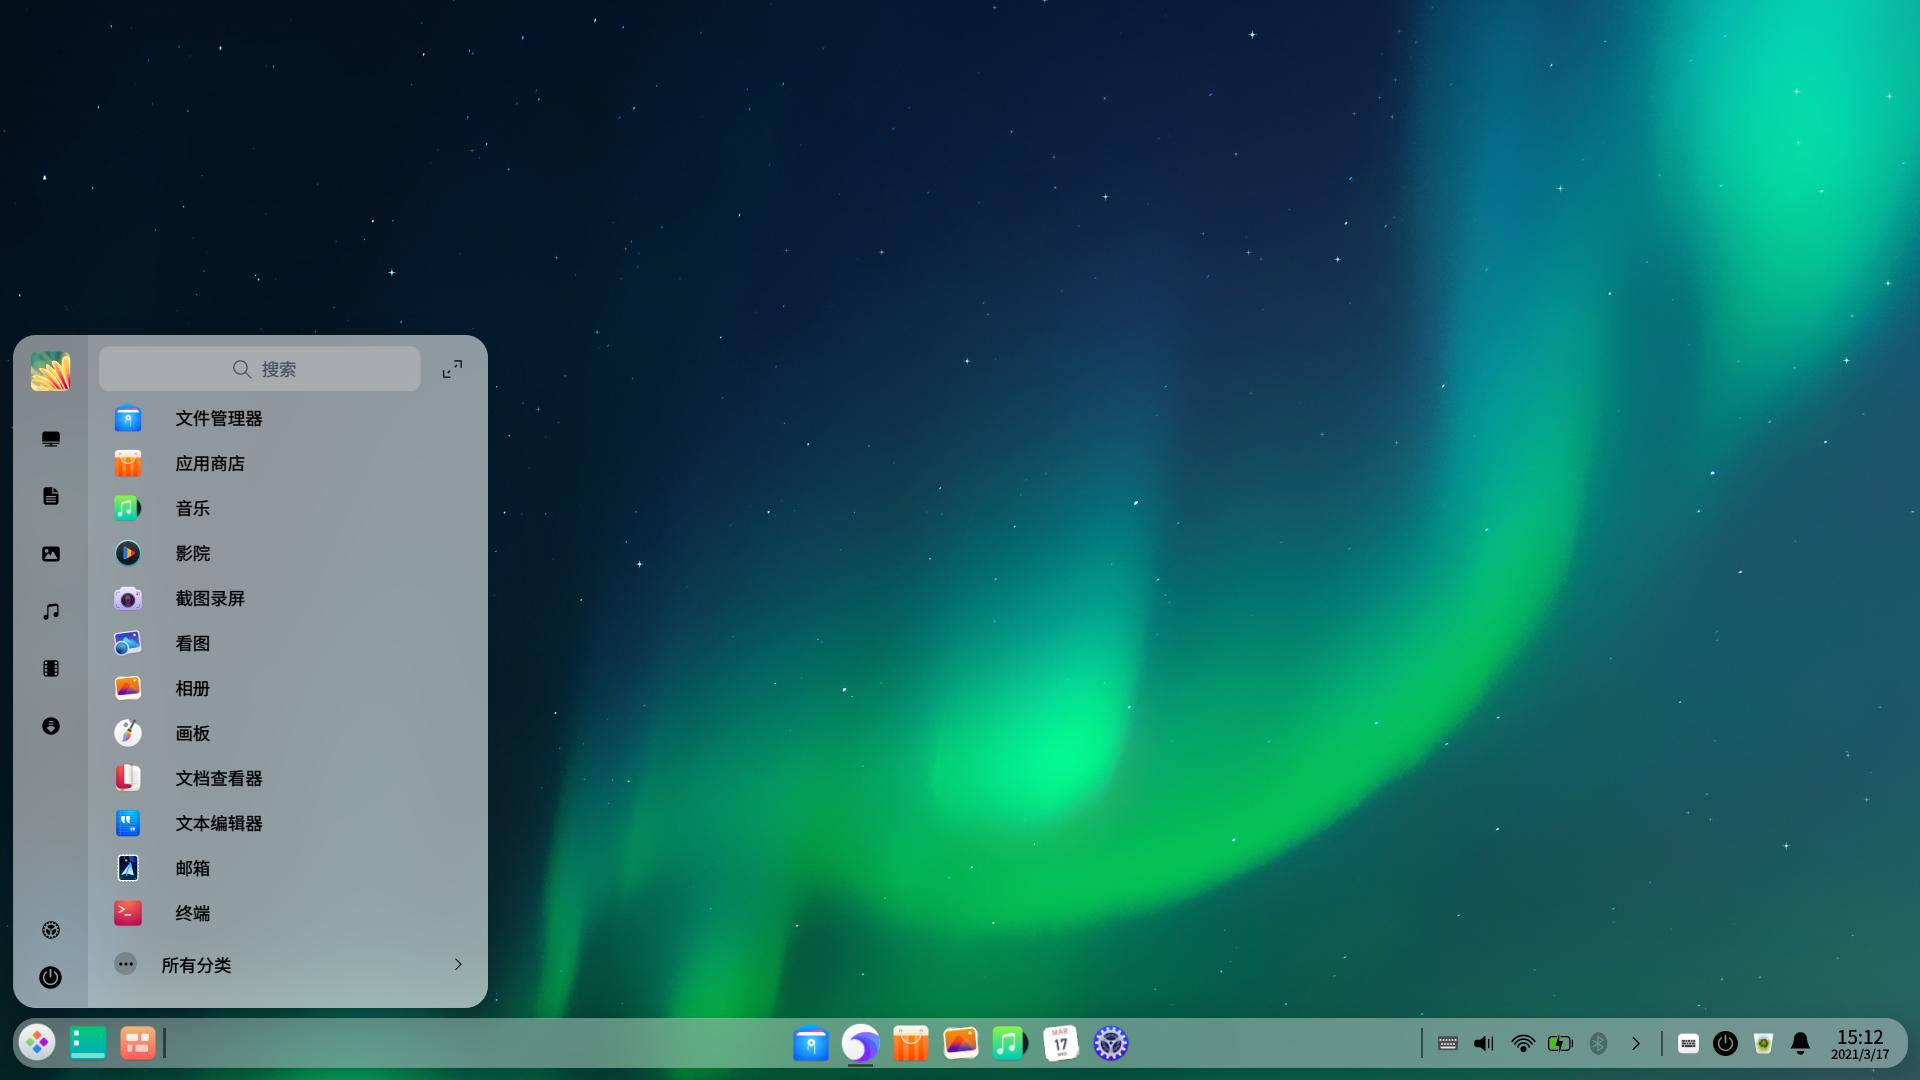 搜索
文件管理器
应用商店
音乐
影院
截图录屏
看图
相册
画板
文档查看器
文本编辑器
邮箱
终端
所有分类
MAR
17
WED
15:12
2021/3/17